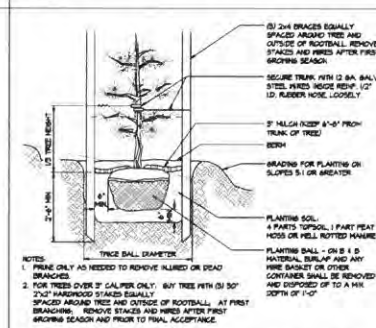 (3) 2x4 BRACES EQUALLY
SPACED AROUND TREE AND
OUTSIDE OF ROOTBALL. REMOVE
STAKES AND WIRES AFTER FIRST
GROWING SEASON
SECURE TRUNK WITH 12 GA. GALV.
STEEL WIRES INSIDE REINF. 1/2"
I.D. RUBBER HOSE, LOOSELY.
3" MULCH (KEEP 6"-8" FROM
TRUNK OF TREE)
BERM
GRADING FOR PLANTING ON
SLOPES 3:1 OR GREATER
PLANTING SOIL:
4 PARTS TOPSOIL, 1 PART PEAT
MOSS OR WELL ROTTED MANURE
PLANTING BALL - ON B & B
MATERIAL, BURLAP AND ANY
WIRE BASKET OR OTHER
CONTAINER SHALL BE REMOVED
AND DISPOSED OF TO A MIN.
DEPTH OF 1'-0"
1/3 TREE HEIGHT
2'-6" MIN
6"
6"
TWICE BALL DIAMETER
NOTES
1. PRUNE ONLY AS NEEDED TO REMOVE INJURED OR DEAD
BRANCHES.
2. FOR TREES OVER 3" CALIPER ONLY: GUY TREE WITH (3) 30"
2"x2" HARDWOOD STAKES EQUALLY
SPACED AROUND TREE AND OUTSIDE OF ROOTBALL, AT FIRST
BRANCHING. REMOVE STAKES AND WIRES AFTER FIRST
GROWING SEASON AND PRIOR TO FINAL ACCEPTANCE.